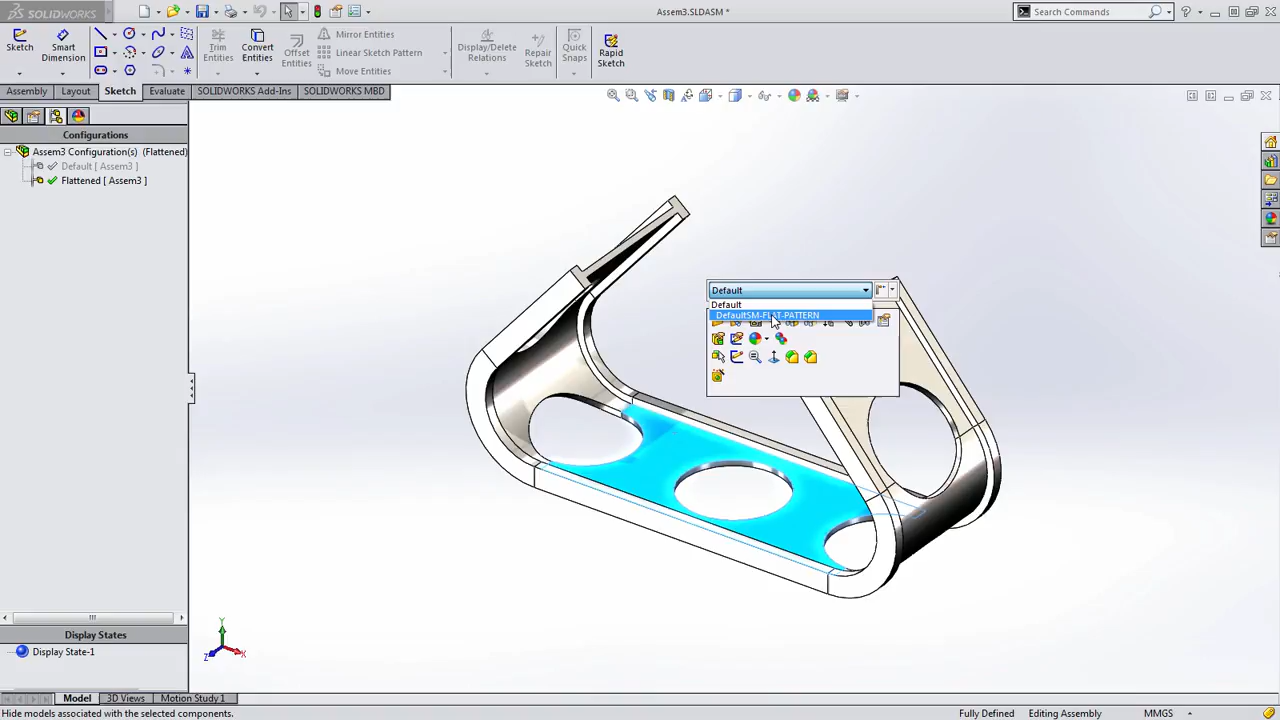 SOLIDWORKS
Assem3.SLDASM *
Search Commands
Sketch
Smart Dimension
Trim Entities
Convert Entities
Offset Entities
Mirror Entities
Linear Sketch Pattern
Move Entities
Display/Delete Relations
Repair Sketch
Quick Snaps
Rapid Sketch
Assembly
Layout
Sketch
Evaluate
SOLIDWORKS Add-Ins
SOLIDWORKS MBD
Configurations
Assem3 Configuration(s) (Flattened)
Default [ Assem3 ]
Flattened [ Assem3 ]
Default
Default
DefaultSM-FLAT-PATTERN
Y
Z
X
Display States
Display State-1
Model
3D Views
Motion Study 1
Hide models associated with the selected components.
Fully Defined
Editing Assembly
MMGS